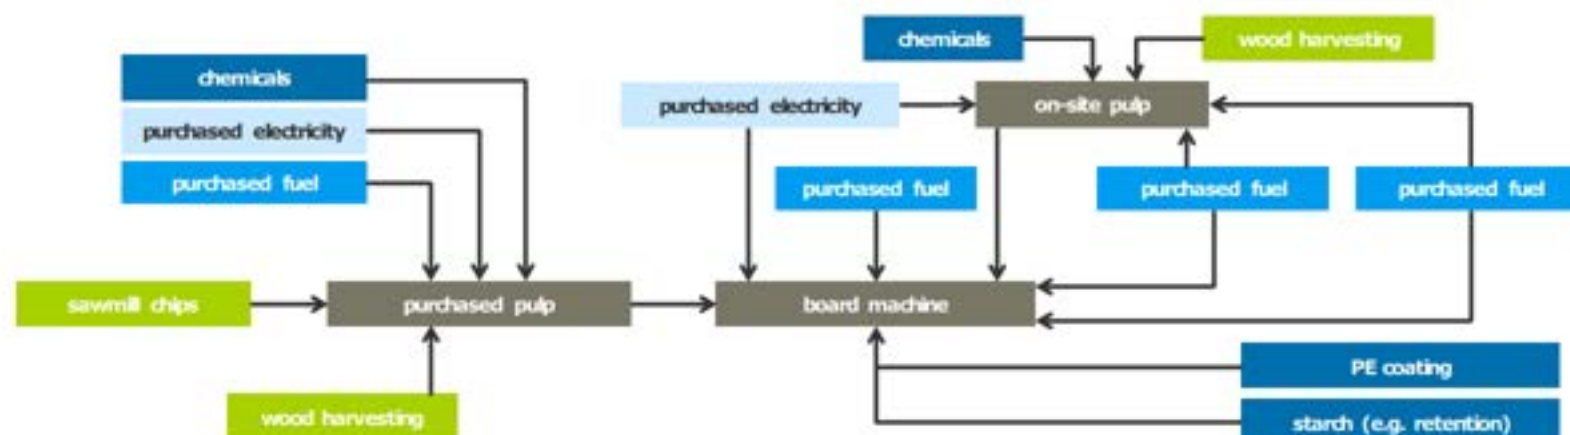 chemicals
wood harvesting
chemicals
purchased electricity
on-site pulp
purchased electricity
purchased fuel
purchased fuel
purchased fuel
purchased fuel
sawmill chips
purchased pulp
board machine
PE coating
wood harvesting
starch (e.g. retention)